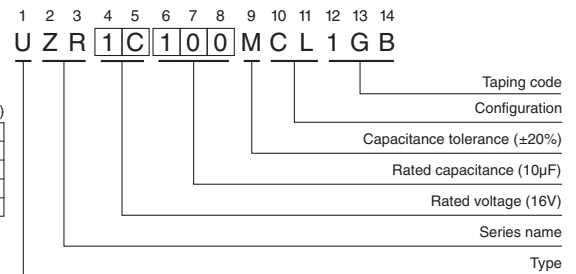 1 2 3 4 5 6 7 8 9 10 11 12 13 14
U Z R 1 C 1 0 0 M C L 1 G B
Taping code
)
Configuration
Capacitance tolerance (±20%)
Rated capacitance (10µF)
Rated voltage (16V)
Series name
Type